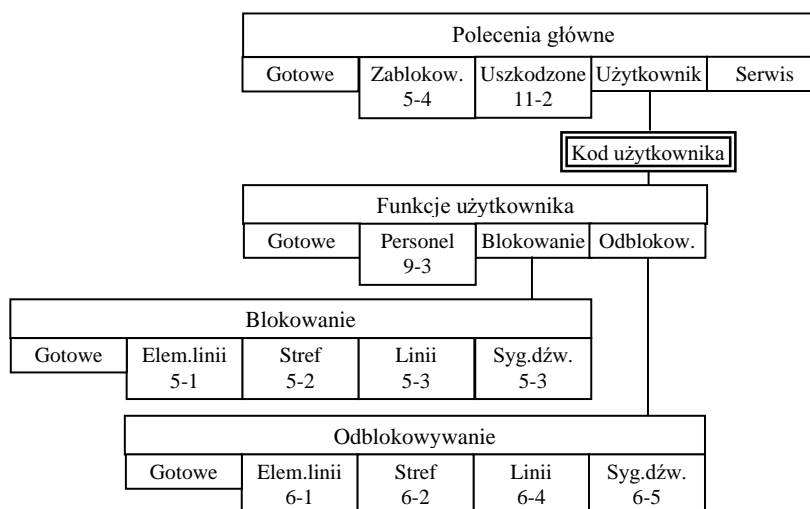 Polecenia główne
Gotowe Zablokow. Uszkodzone Użytkownik Serwis
5-4 11-2
Kod użytkownika
Funkcje użytkownika
Gotowe Personel Blokowanie Odblokow.
9-3
Blokowanie
Gotowe Elem.linii Stref Linii Syg.dźw.
5-1 5-2 5-3 5-3
Odblokowywanie
Gotowe Elem.linii Stref Linii Syg.dźw.
6-1 6-2 6-4 6-5